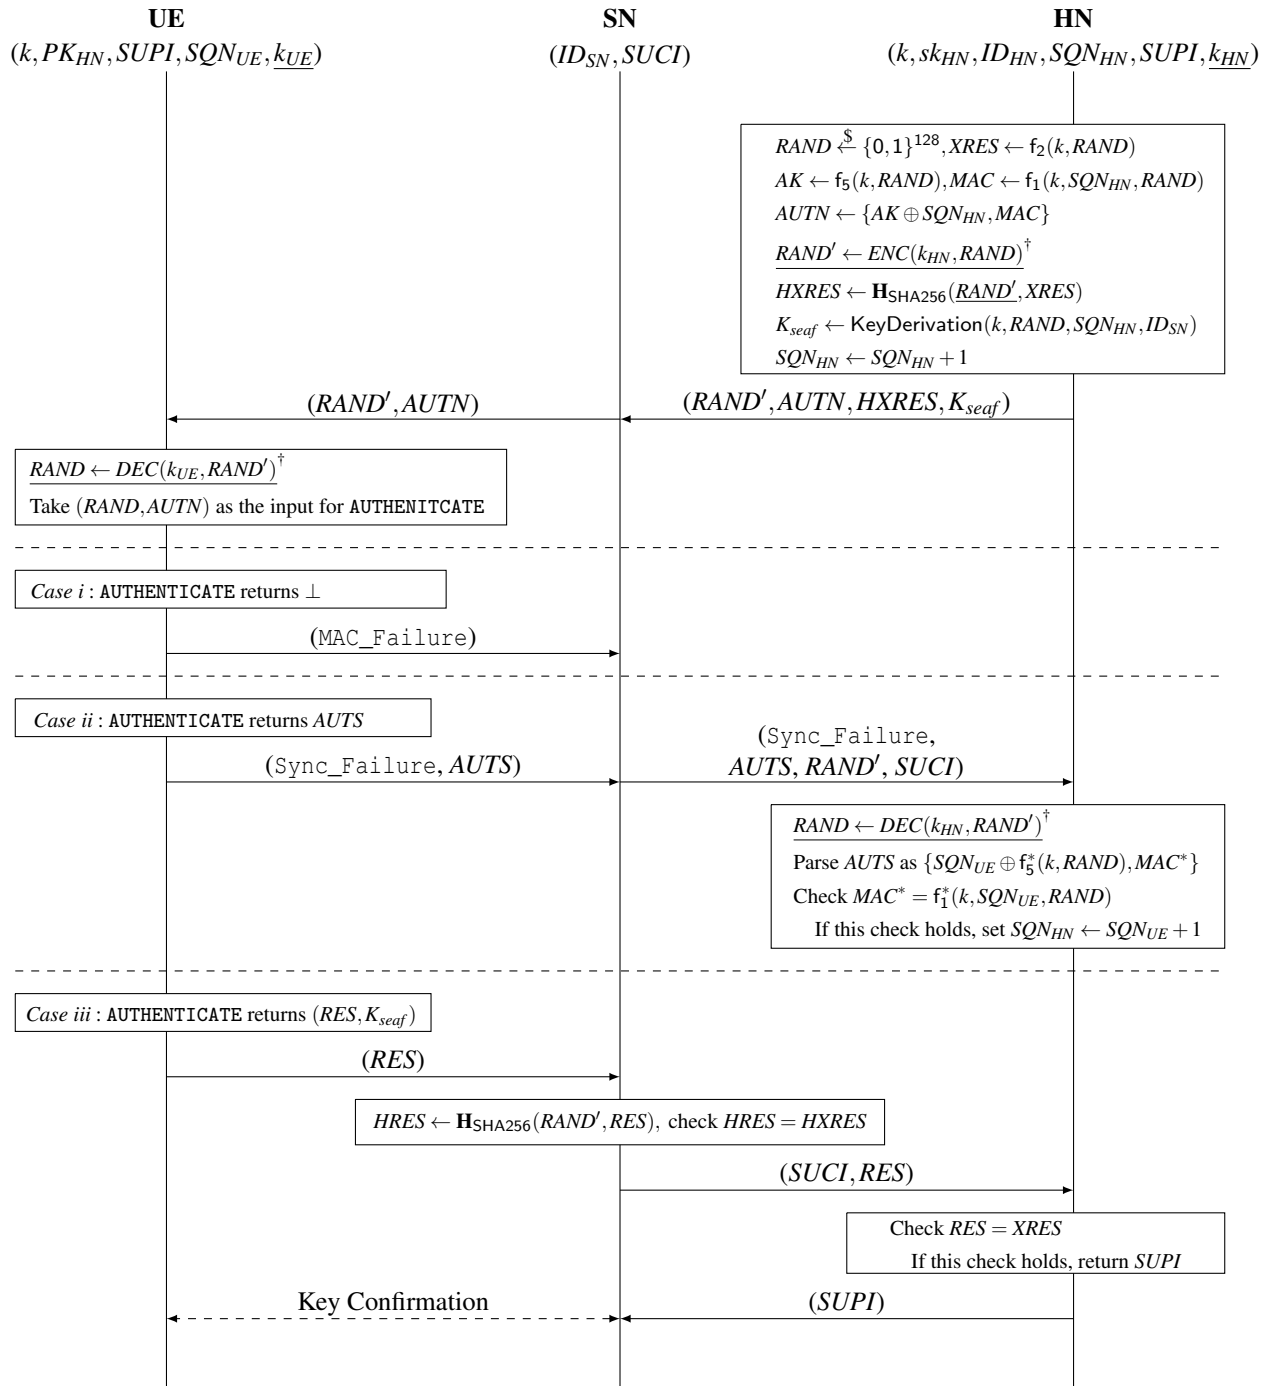 UE SN HN
(k, PK_HN, SUPI, SQN_UE, k_UE) (ID_SN, SUCI) (k, sk_HN, ID_HN, SQN_HN, SUPI, k_HN)
RAND ←$ {0,1}^128, XRES ← f_2(k, RAND)
AK ← f_5(k, RAND), MAC ← f_1(k, SQN_HN, RAND)
AUTN ← {AK ⊕ SQN_HN, MAC}
RAND′ ← ENC(k_HN, RAND)^†
HXRES ← H_SHA256(RAND′, XRES)
K_seaf ← KeyDerivation(k, RAND, SQN_HN, ID_SN)
SQN_HN ← SQN_HN + 1
(RAND′, AUTN) (RAND′, AUTN, HXRES, K_seaf)
RAND ← DEC(k_UE, RAND′)^†
Take (RAND, AUTN) as the input for AUTHENITCATE
Case i : AUTHENTICATE returns ⊥
(MAC_Failure)
Case ii : AUTHENTICATE returns AUTS
(Sync_Failure, AUTS)
(Sync_Failure,
AUTS, RAND′, SUCI)
RAND ← DEC(k_HN, RAND′)^†
Parse AUTS as {SQN_UE ⊕ f_5^*(k, RAND), MAC^*}
Check MAC^* = f_1^*(k, SQN_UE, RAND)
If this check holds, set SQN_HN ← SQN_UE + 1
Case iii : AUTHENTICATE returns (RES, K_seaf)
(RES)
HRES ← H_SHA256(RAND′, RES), check HRES = HXRES
(SUCI, RES)
Check RES = XRES
If this check holds, return SUPI
Key Confirmation (SUPI)